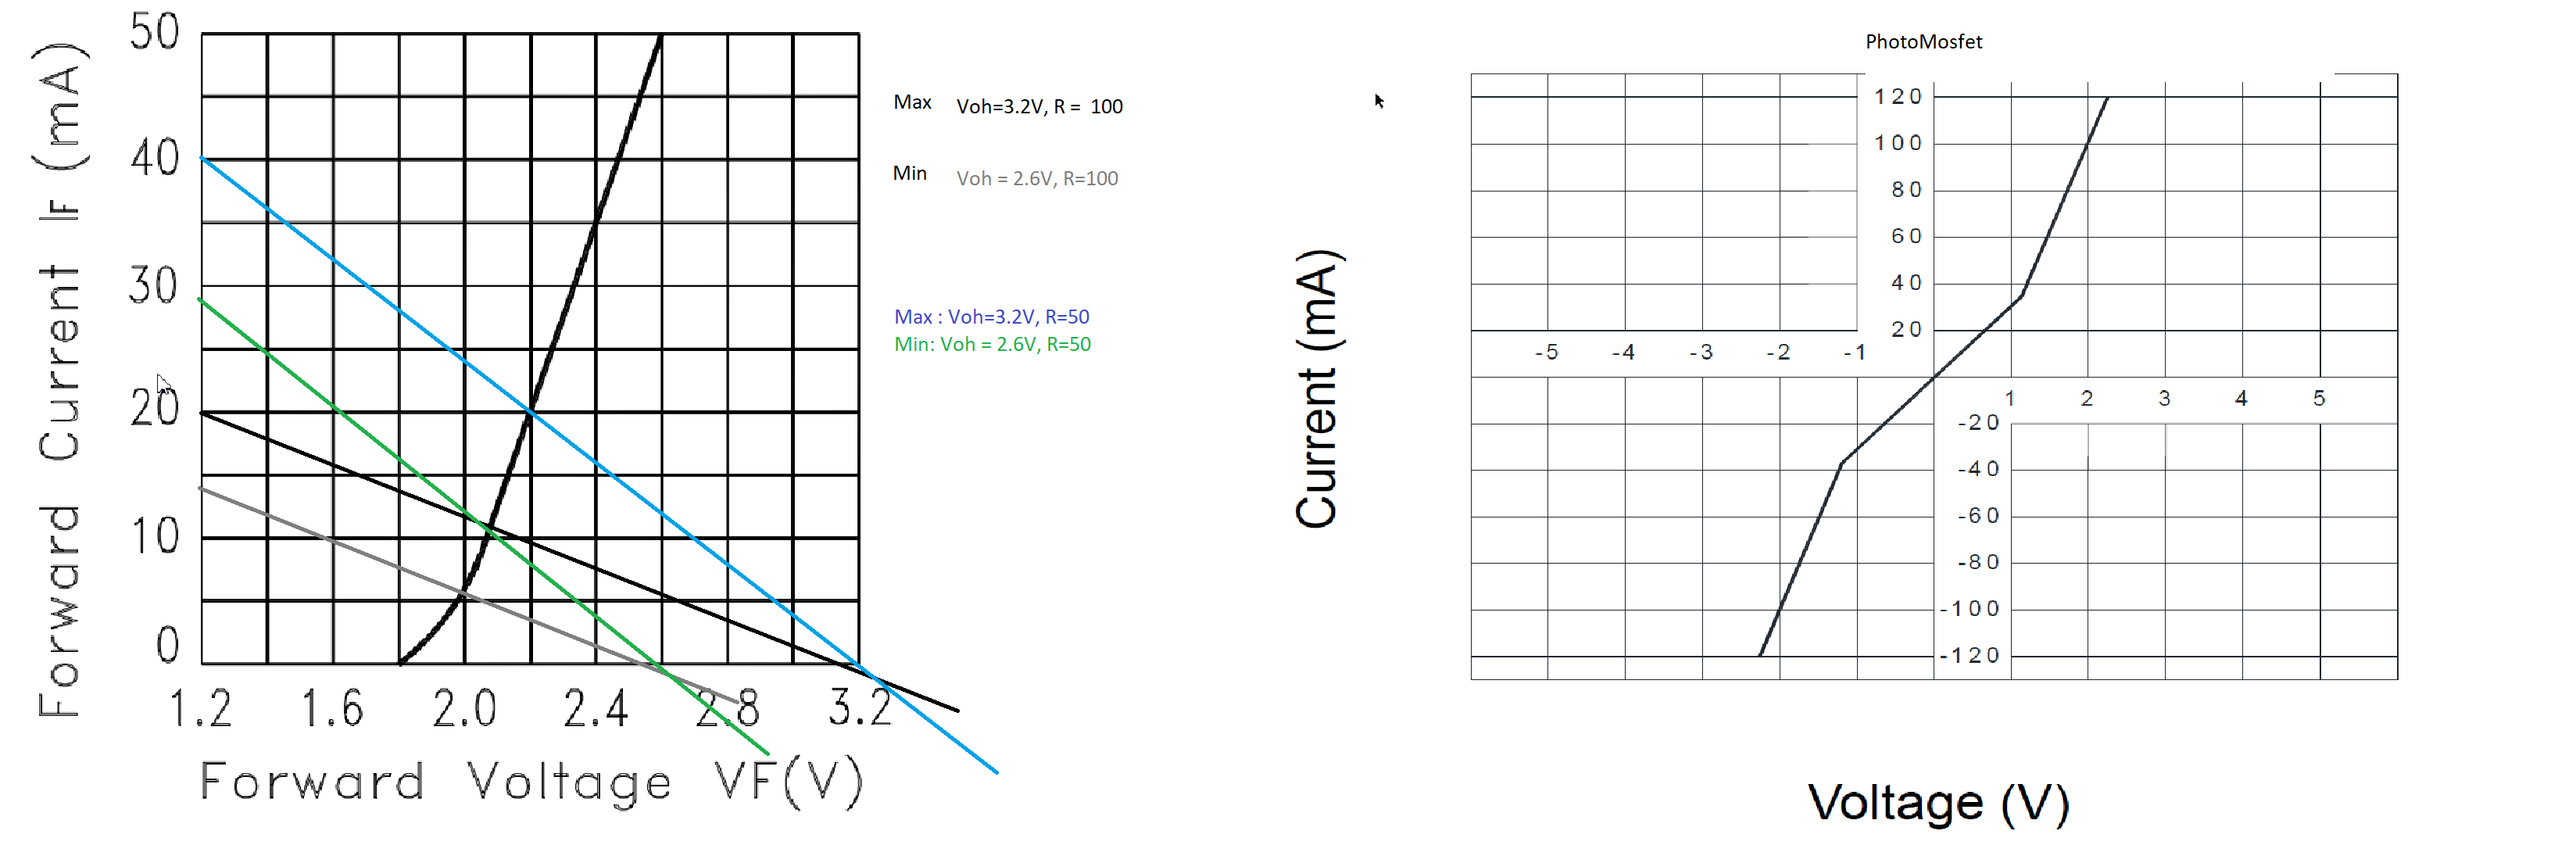 50
40
30
20
10
0
1.2 1.6 2.0 2.4 2.8 3.2
Forward Current IF (mA)
Forward Voltage VF(V)
Max Voh=3.2V, R = 100
Min Voh = 2.6V, R=100
Max : Voh=3.2V, R=50
Min: Voh = 2.6V, R=50
PhotoMosfet
120
100
80
60
40
20
-5 -4 -3 -2 -1
1 2 3 4 5
-20
-40
-60
-80
-100
-120
Current (mA)
Voltage (V)